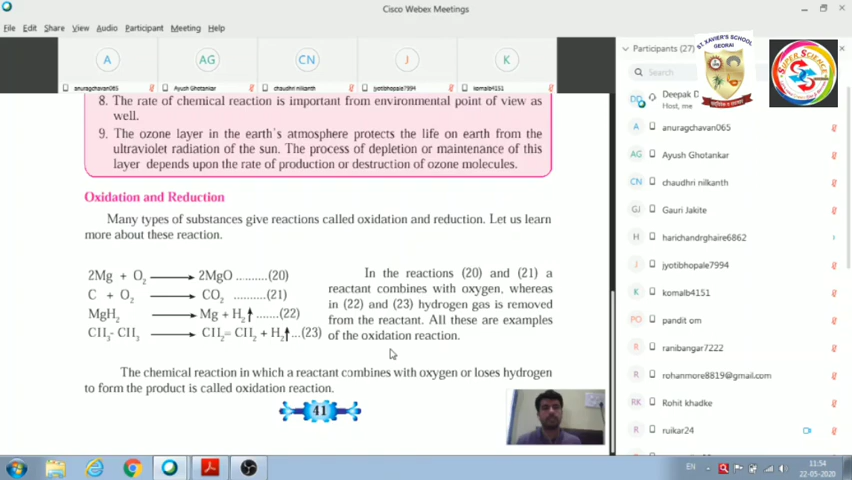 Cisco Webex Meetings
File Edit Share View Audio Participant Meeting Help
A AG CN J K
anuragchavan065 Ayush Ghotankar chaudhri nilkanth jyotibhopale7994 komalb4151
8. The rate of chemical reaction is important from environmental point of view as
well.
9. The ozone layer in the earth's atmosphere protects the life on earth from the
ultraviolet radiation of the sun. The process of depletion or maintenance of this
layer depends upon the rate of production or destruction of ozone molecules.
Oxidation and Reduction
Many types of substances give reactions called oxidation and reduction. Let us learn
more about these reaction.
2Mg + O₂ ⟶ 2MgO ..........(20)
C + O₂ ⟶ CO₂ ..........(21)
MgH₂ ⟶ Mg + H₂↑ .......(22)
CH₃- CH₃ ⟶ CH₂= CH₂ + H₂↑...(23)
In the reactions (20) and (21) a
reactant combines with oxygen, whereas
in (22) and (23) hydrogen gas is removed
from the reactant. All these are examples
of the oxidation reaction.
The chemical reaction in which a reactant combines with oxygen or loses hydrogen
to form the product is called oxidation reaction.
41
Participants (27)
Search
ST. XAVIER'S SCHOOL
GEORAI
SUPER SCIENCE
DD Deepak D
Host, me
A anuragchavan065
AG Ayush Ghotankar
CN chaudhri nilkanth
GJ Gauri Jakite
H harichandrghaire6862
J jyotibhopale7994
K komalb4151
PO pandit om
R ranibangar7222
R rohanmore8819@gmail.com
RK Rohit khadke
R ruikar24
EN
11:54
22-05-2020